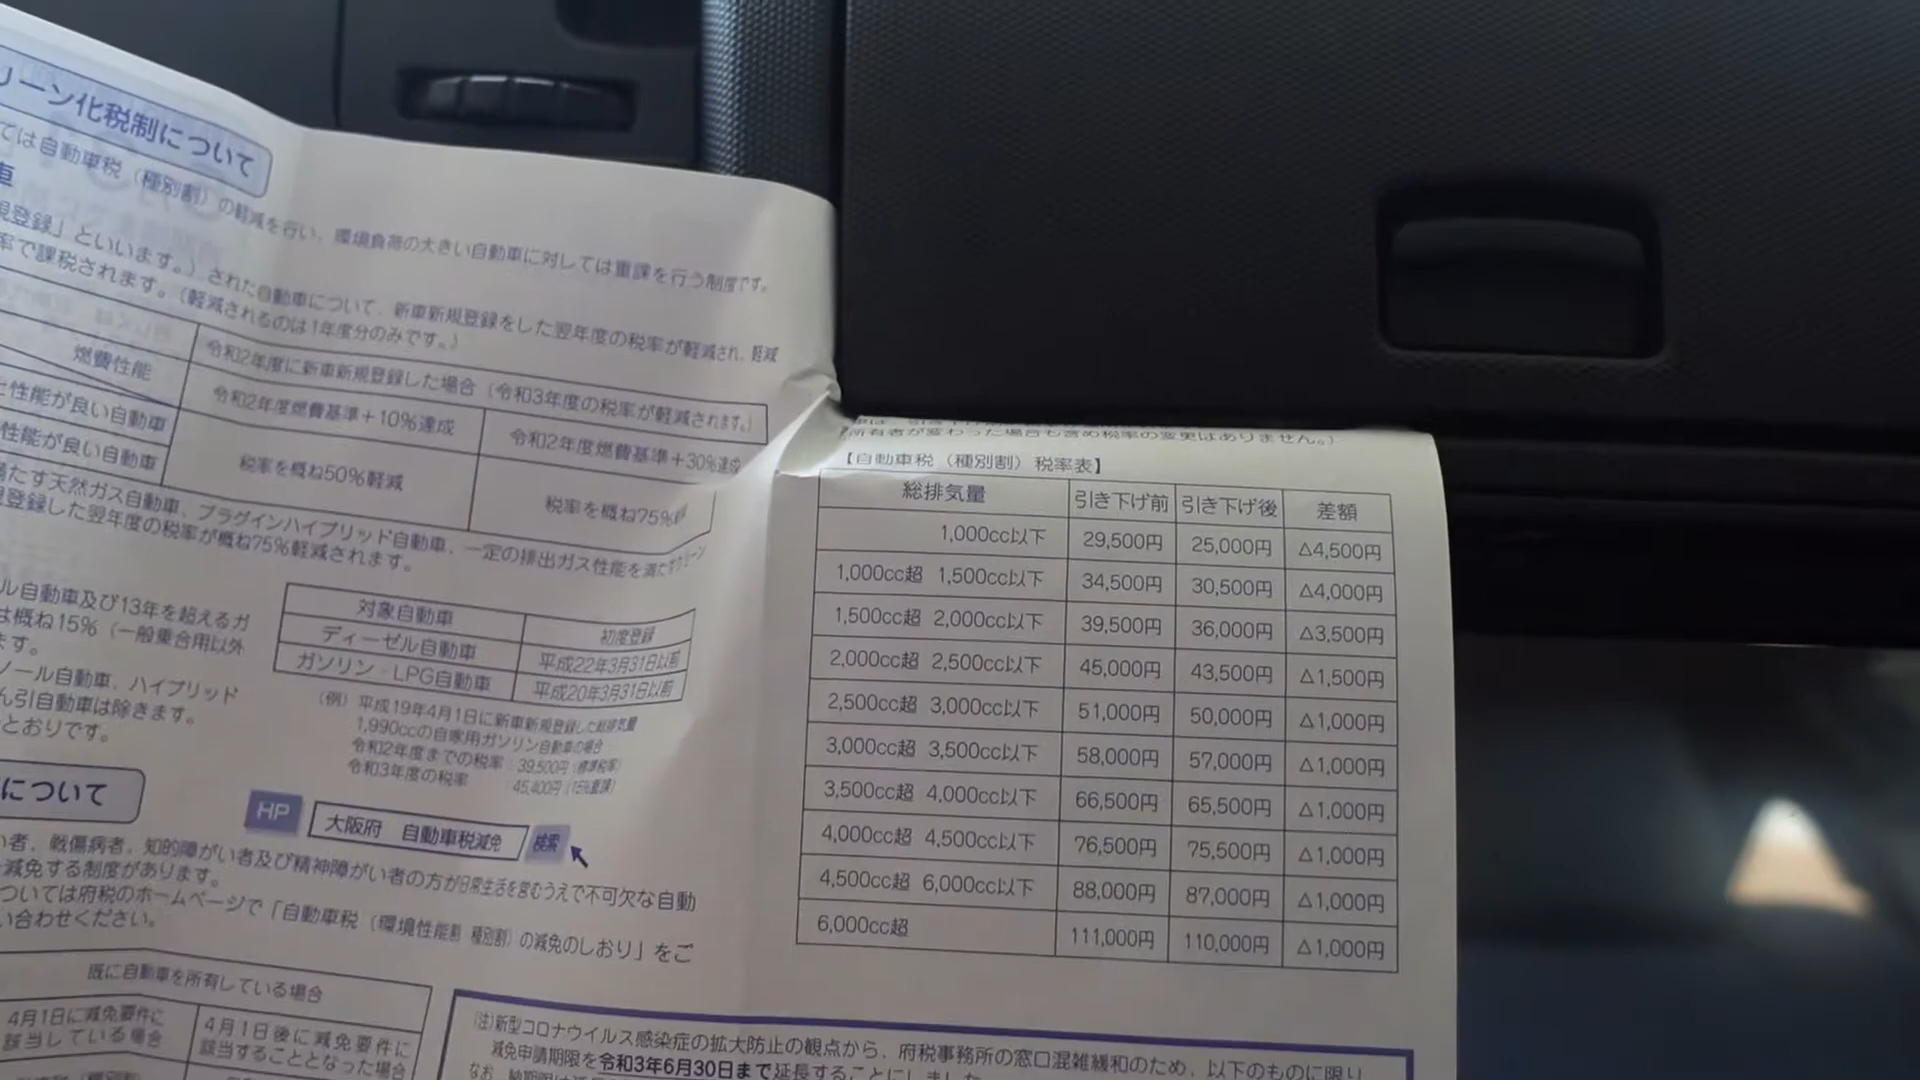 リーン化税制について
ては自動車税（種別割）の軽減を行い、環境負荷の大きい自動車に対しては重課を行う制度です。
車
規登録」といいます。）された自動車について、新車新規登録をした翌年度の税率が軽減され、軽減
率で課税されます。（軽減されるのは1年度分のみです。）
燃費性能
令和2年度に新車新規登録した場合（令和3年度の税率が軽減されます。）
令和2年度燃費基準＋10%達成
令和2年度燃費基準＋30%達成
性能が良い自動車
性能が良い自動車
税率を概ね50%軽減
税率を概ね75%
満たす天然ガス自動車、プラグインハイブリッド自動車、一定の排出ガス性能を満たす
登録した翌年度の税率が概ね75%軽減されます。
ル自動車及び13年を超えるガ
は概ね15%（一般乗合用以外
ます。
ノール自動車、ハイブリッド
ん引自動車は除きます。
とおりです。
対象自動車 初度登録
ディーゼル自動車 平成22年3月31日以前
ガソリン・LPG自動車 平成20年3月31日以前
（例）平成19年4月1日に新車新規登録した総排気量
1,990ccの自家用ガソリン自動車の場合
令和2年度までの税率：39,500円（標準税率）
令和3年度の税率：45,400円（15%重課）
について
HP 大阪府 自動車税減免 検索
い者、戦傷病者、知的障がい者及び精神障がい者の方が日常生活を営むうえで不可欠な自動
減免する制度があります。
ついては府税のホームページで「自動車税（環境性能割 種別割）の減免のしおり」をご
い合わせください。
既に自動車を所有している場合
4月1日に減免要件に
該当している場合
4月1日後に減免要件に
該当することとなった場合
所有者が変わった場合も含め税率の変更はありません。）
【自動車税（種別割）税率表】
総排気量 引き下げ前 引き下げ後 差額
1,000cc以下 29,500円 25,000円 △4,500円
1,000cc超 1,500cc以下 34,500円 30,500円 △4,000円
1,500cc超 2,000cc以下 39,500円 36,000円 △3,500円
2,000cc超 2,500cc以下 45,000円 43,500円 △1,500円
2,500cc超 3,000cc以下 51,000円 50,000円 △1,000円
3,000cc超 3,500cc以下 58,000円 57,000円 △1,000円
3,500cc超 4,000cc以下 66,500円 65,500円 △1,000円
4,000cc超 4,500cc以下 76,500円 75,500円 △1,000円
4,500cc超 6,000cc以下 88,000円 87,000円 △1,000円
6,000cc超 111,000円 110,000円 △1,000円
（注）新型コロナウイルス感染症の拡大防止の観点から、府税事務所の窓口混雑緩和のため、以下のものに限り
減免申請期限を令和3年6月30日まで延長することにしました